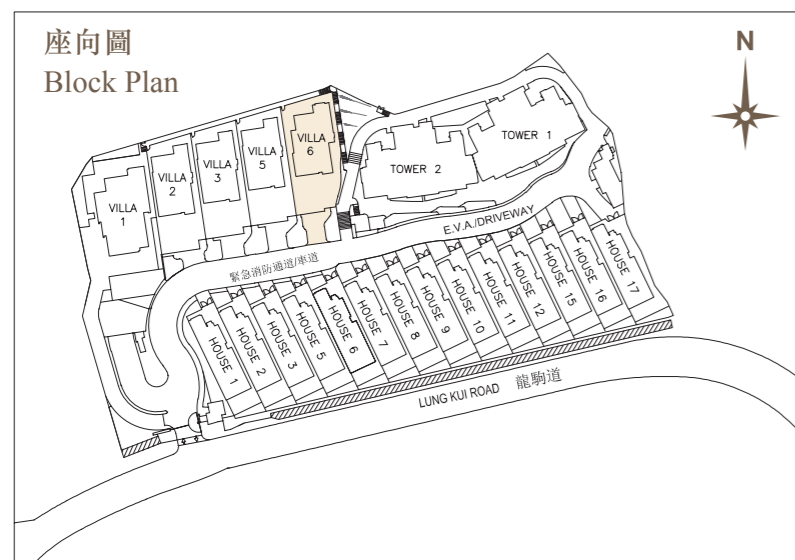 座向圖
Block Plan
N
VILLA
1
VILLA
2
VILLA
3
VILLA
5
VILLA
6
TOWER 2
TOWER 1
E.V.A./DRIVEWAY
緊急消防通道/車道
HOUSE 1
HOUSE 2
HOUSE 3
HOUSE 5
HOUSE 6
HOUSE 7
HOUSE 8
HOUSE 9
HOUSE 10
HOUSE 11
HOUSE 12
HOUSE 15
HOUSE 16
HOUSE 17
LUNG KUI ROAD 龍駒道